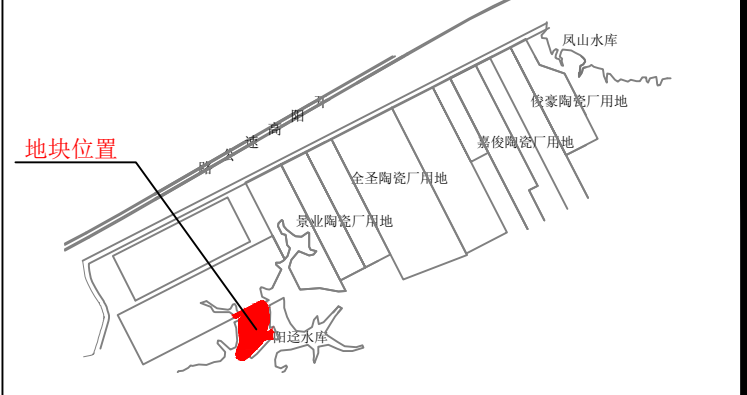 凤山水库
俊豪陶瓷厂用地
开阳高速公路
嘉俊陶瓷厂用地
地块位置
全圣陶瓷厂用地
景业陶瓷厂用地
阳迳水库